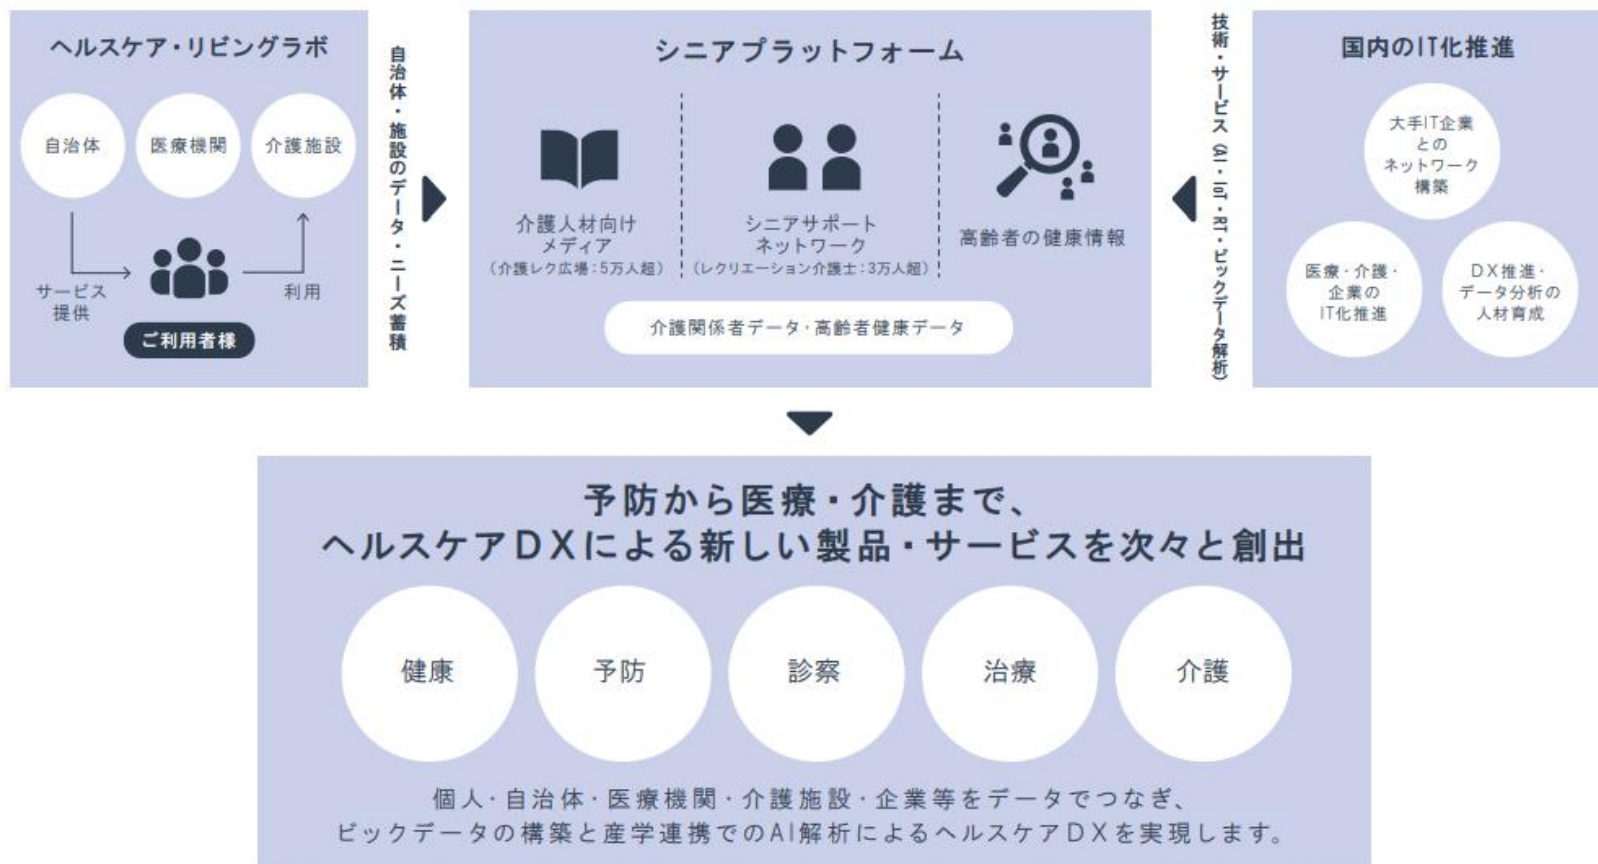 ヘルスケア・リビングラボ
自治体
医療機関
介護施設
サービス
提供
利用
ご利用者様
自治体・施設のデータ・ニーズ蓄積
シニアプラットフォーム
介護人材向け
メディア
(介護レク広場:5万人超)
シニアサポート
ネットワーク
(レクリエーション介護士:3万人超)
高齢者の健康情報
介護関係者データ・高齢者健康データ
技術・サービス(AI・IoT・RT・ビックデータ解析)
国内のIT化推進
大手IT企業
との
ネットワーク
構築
医療・介護・
企業の
IT化推進
DX推進・
データ分析の
人材育成
予防から医療・介護まで、
ヘルスケアDXによる新しい製品・サービスを次々と創出
健康
予防
診察
治療
介護
個人・自治体・医療機関・介護施設・企業等をデータでつなぎ、
ビックデータの構築と産学連携でのAI解析によるヘルスケアDXを実現します。